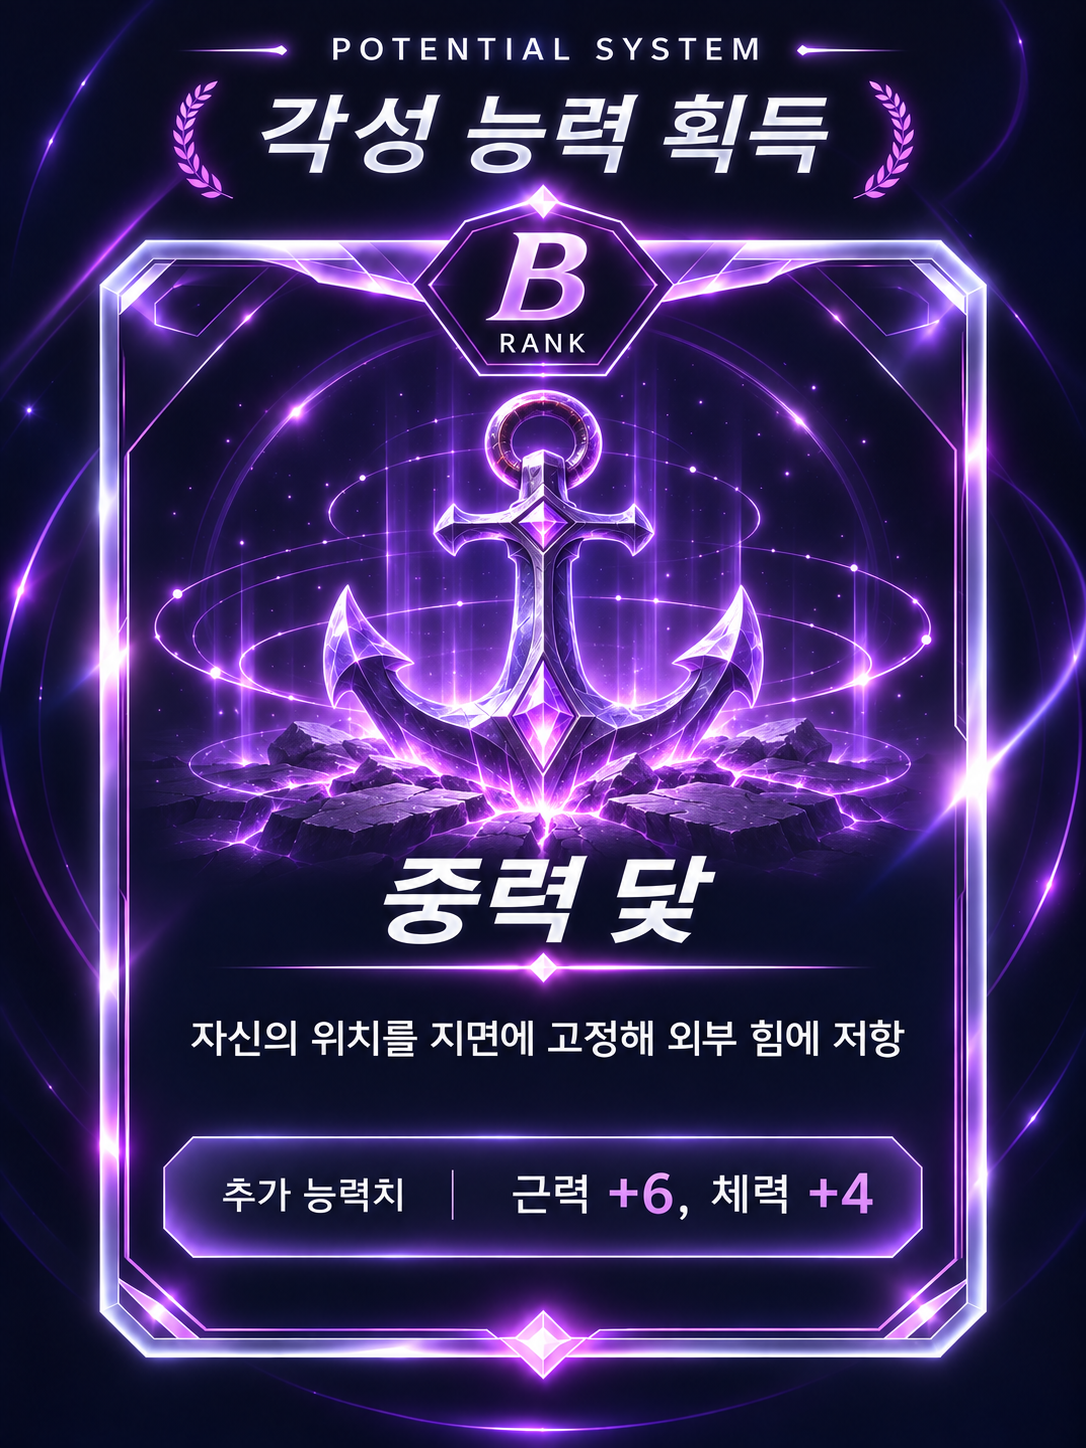 POTENTIAL SYSTEM
각성 능력 획득
B
RANK
중력 닻
자신의 위치를 지면에 고정해 외부 힘에 저항
추가 능력치 | 근력 +6, 체력 +4